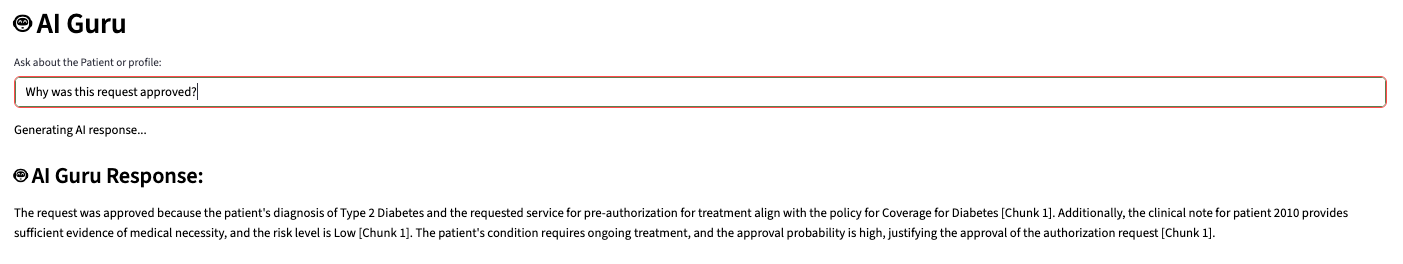 AI Guru
Ask about the Patient or profile:
Why was this request approved?
Generating AI response...
AI Guru Response:
The request was approved because the patient's diagnosis of Type 2 Diabetes and the requested service for pre-authorization for treatment align with the policy for Coverage for Diabetes [Chunk 1]. Additionally, the clinical note for patient 2010 provides
sufficient evidence of medical necessity, and the risk level is Low [Chunk 1]. The patient's condition requires ongoing treatment, and the approval probability is high, justifying the approval of the authorization request [Chunk 1].